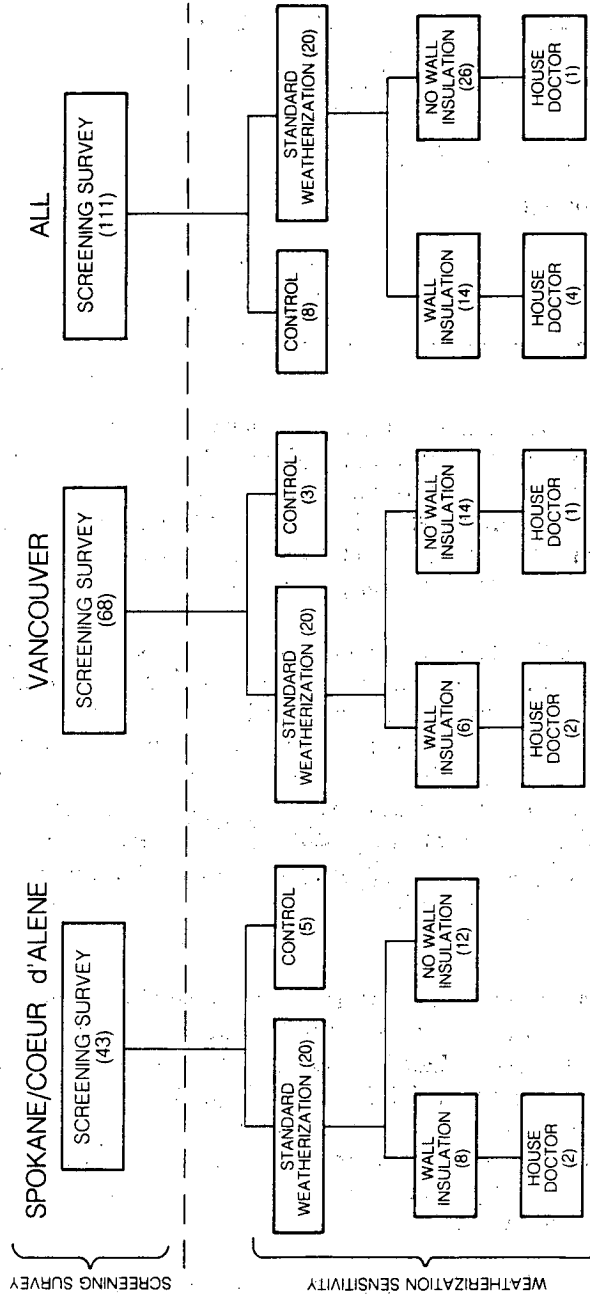 SPOKANE/COEUR d'ALENE
SCREENING SURVEY
(43)
STANDARD
WEATHERIZATION (20)
CONTROL
(5)
WALL
INSULATION
(8)
NO WALL
INSULATION
(12)
HOUSE
DOCTOR
(2)
VANCOUVER
SCREENING SURVEY
(68)
STANDARD
WEATHERIZATION (20)
CONTROL
(3)
WALL
INSULATION
(6)
NO WALL
INSULATION
(14)
HOUSE
DOCTOR
(2)
HOUSE
DOCTOR
(1)
ALL
SCREENING SURVEY
(111)
CONTROL
(8)
STANDARD
WEATHERIZATION (20)
WALL
INSULATION
(14)
NO WALL
INSULATION
(26)
HOUSE
DOCTOR
(4)
HOUSE
DOCTOR
(1)
SCREENING SURVEY
WEATHERIZATION SENSITIVITY